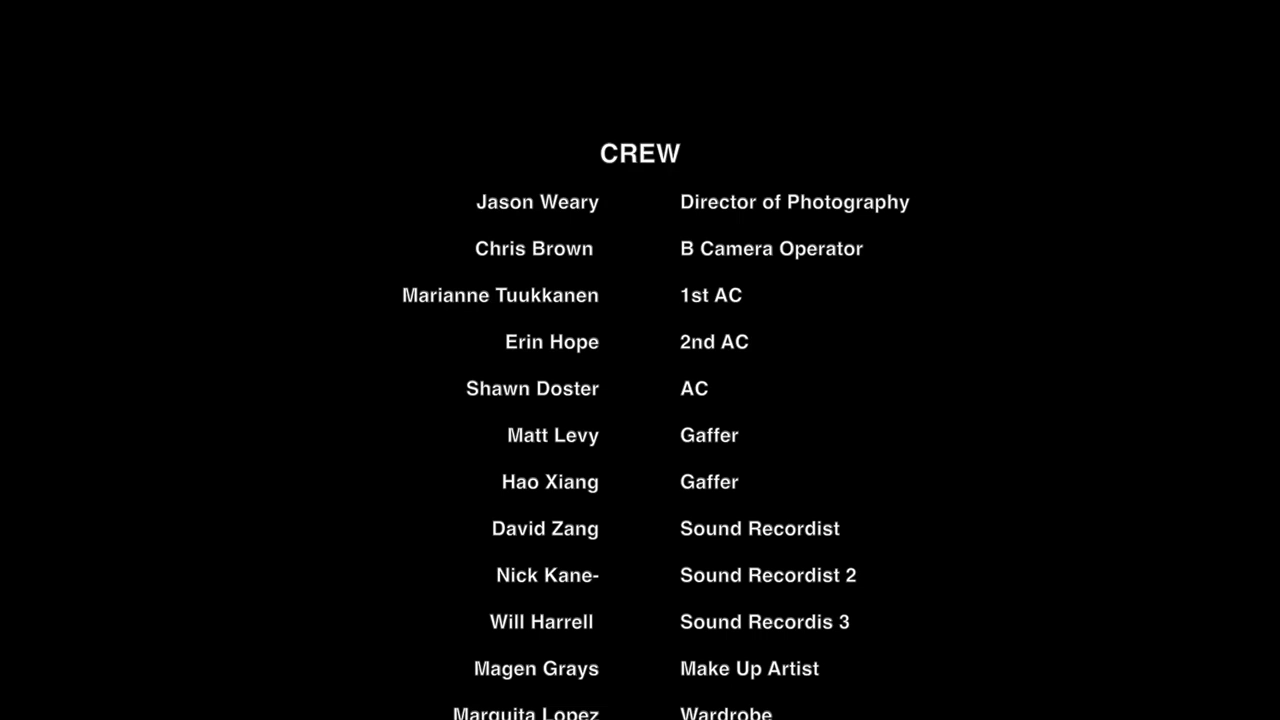 CREW
Jason Weary Director of Photography
Chris Brown B Camera Operator
Marianne Tuukkanen 1st AC
Erin Hope 2nd AC
Shawn Doster AC
Matt Levy Gaffer
Hao Xiang Gaffer
David Zang Sound Recordist
Nick Kane- Sound Recordist 2
Will Harrell Sound Recordis 3
Magen Grays Make Up Artist
Marquita Lopez Wardrobe